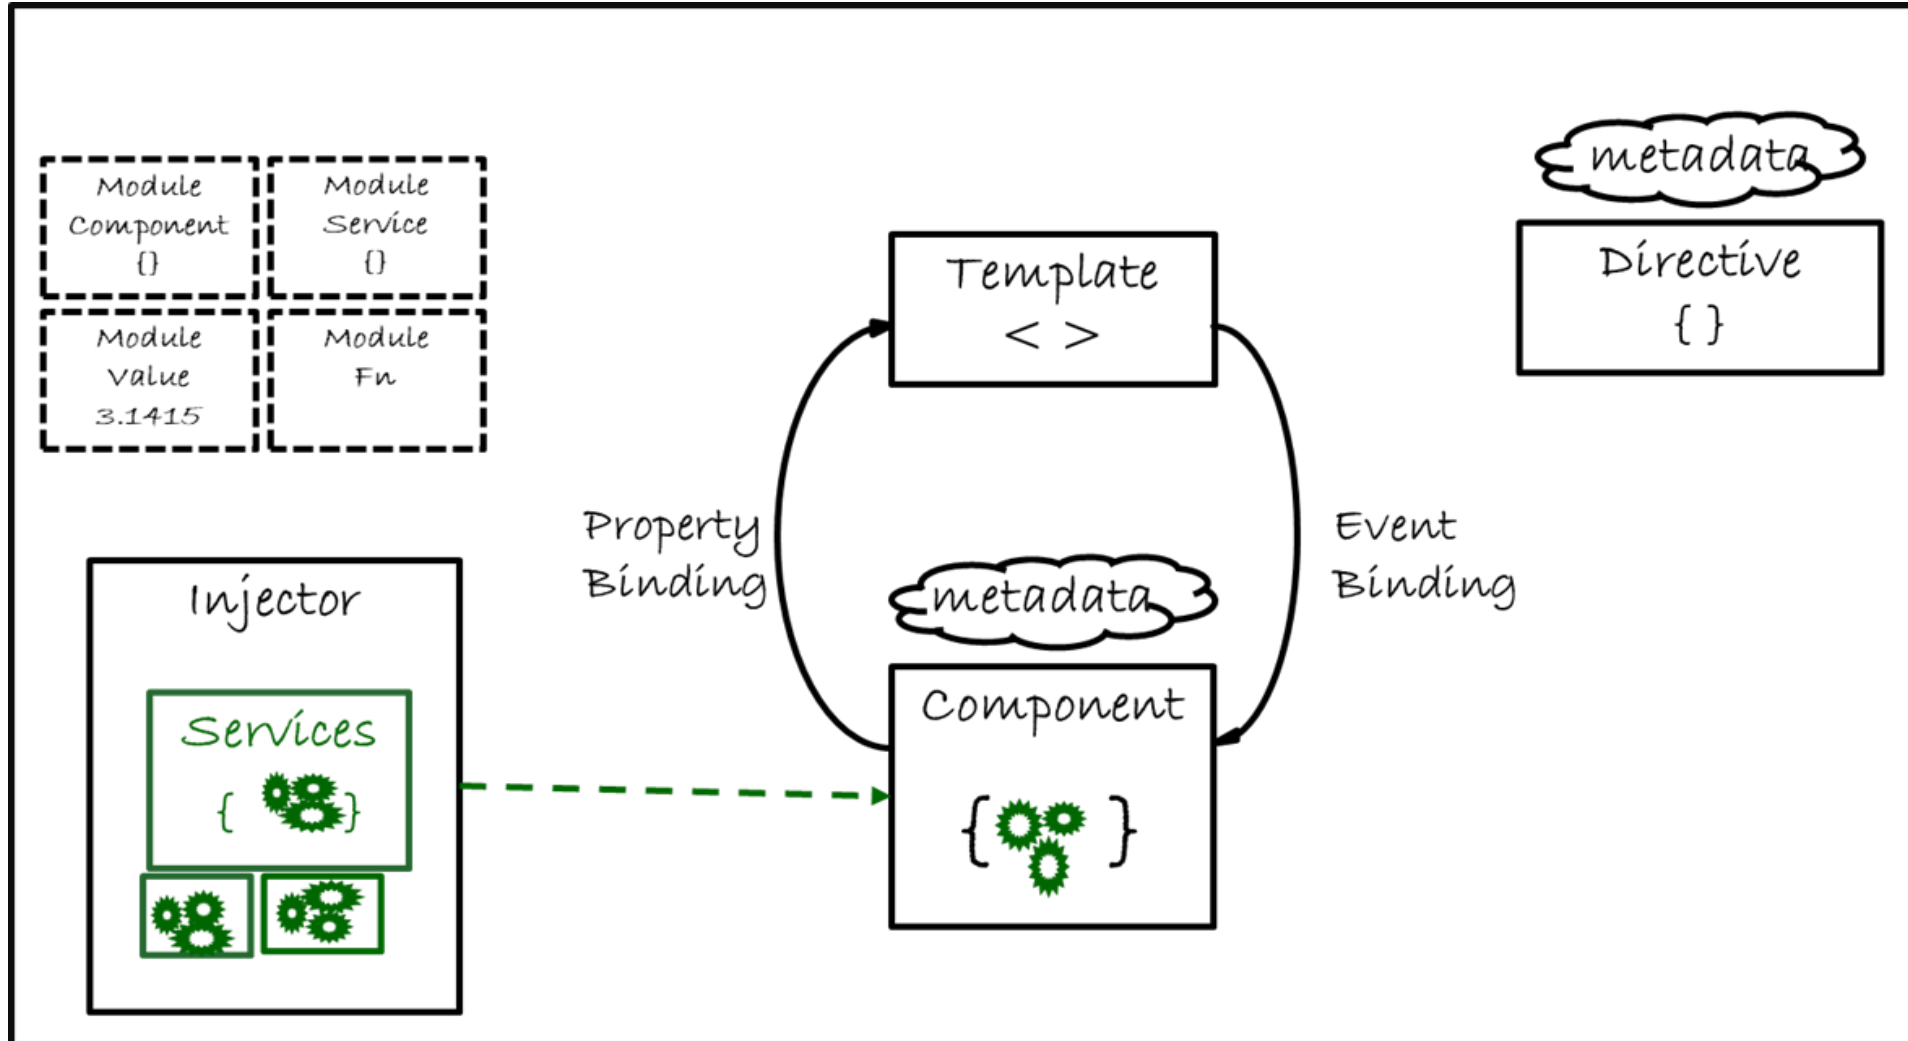 Module
Component
{}
Module
Service
{}
Module
Value
3.1415
Module
Fn
Template
< >
metadata
Directive
{ }
Property
Binding
Event
Binding
metadata
Component
{ }
Injector
Services
{ }